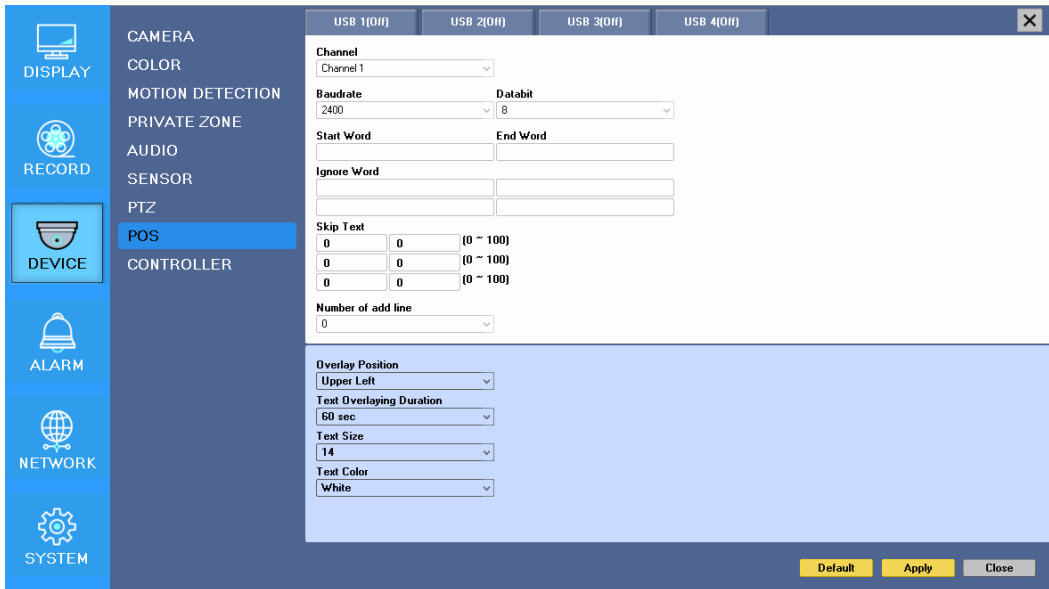 DISPLAY
RECORD
DEVICE
ALARM
NETWORK
SYSTEM
CAMERA
COLOR
MOTION DETECTION
PRIVATE ZONE
AUDIO
SENSOR
PTZ
POS
CONTROLLER
USB 1(Off) USB 2(Off) USB 3(Off) USB 4(Off)
Channel
Channel 1
Baudrate Databit
2400 8
Start Word End Word
Ignore Word
Skip Text
0 0 (0 ~ 100)
0 0 (0 ~ 100)
0 0 (0 ~ 100)
Number of add line
0
Overlay Position
Upper Left
Text Overlaying Duration
60 sec
Text Size
14
Text Color
White
Default Apply Close